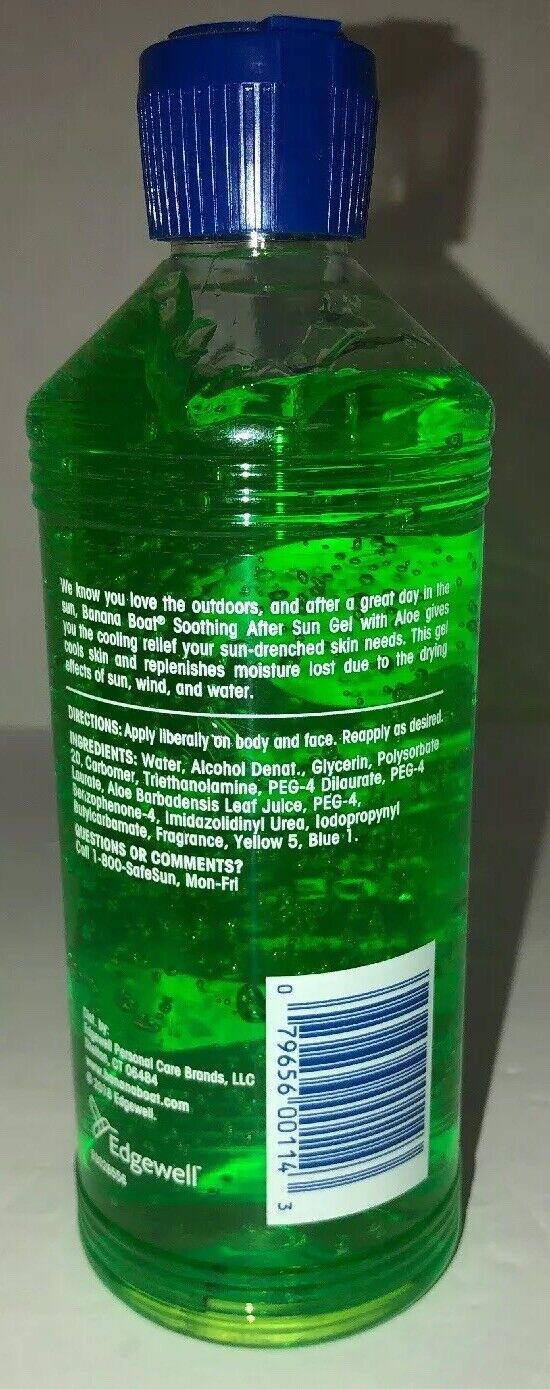 We know you love the outdoors, and after a great day in the
sun, Banana Boat® Soothing After Sun Gel with Aloe gives
you the cooling relief your sun-drenched skin needs. This gel
cools skin and replenishes moisture lost due to the drying
effects of sun, wind, and water.
DIRECTIONS: Apply liberally on body and face. Reapply as desired.
INGREDIENTS: Water, Alcohol Denat., Glycerin, Polysorbate
20, Carbomer, Triethanolamine, PEG-4 Dilaurate, PEG-4
Laurate, Aloe Barbadensis Leaf Juice, PEG-4,
Benzophenone-4, Imidazolidinyl Urea, Iodopropynyl
Butylcarbamate, Fragrance, Yellow 5, Blue 1.
QUESTIONS OR COMMENTS?
Call 1-800-SafeSun, Mon-Fri
Dist. by:
Edgewell Personal Care Brands, LLC
Shelton, CT 06484
www.bananaboat.com
Edgewell.
Edgewell
0 79656 00114 3